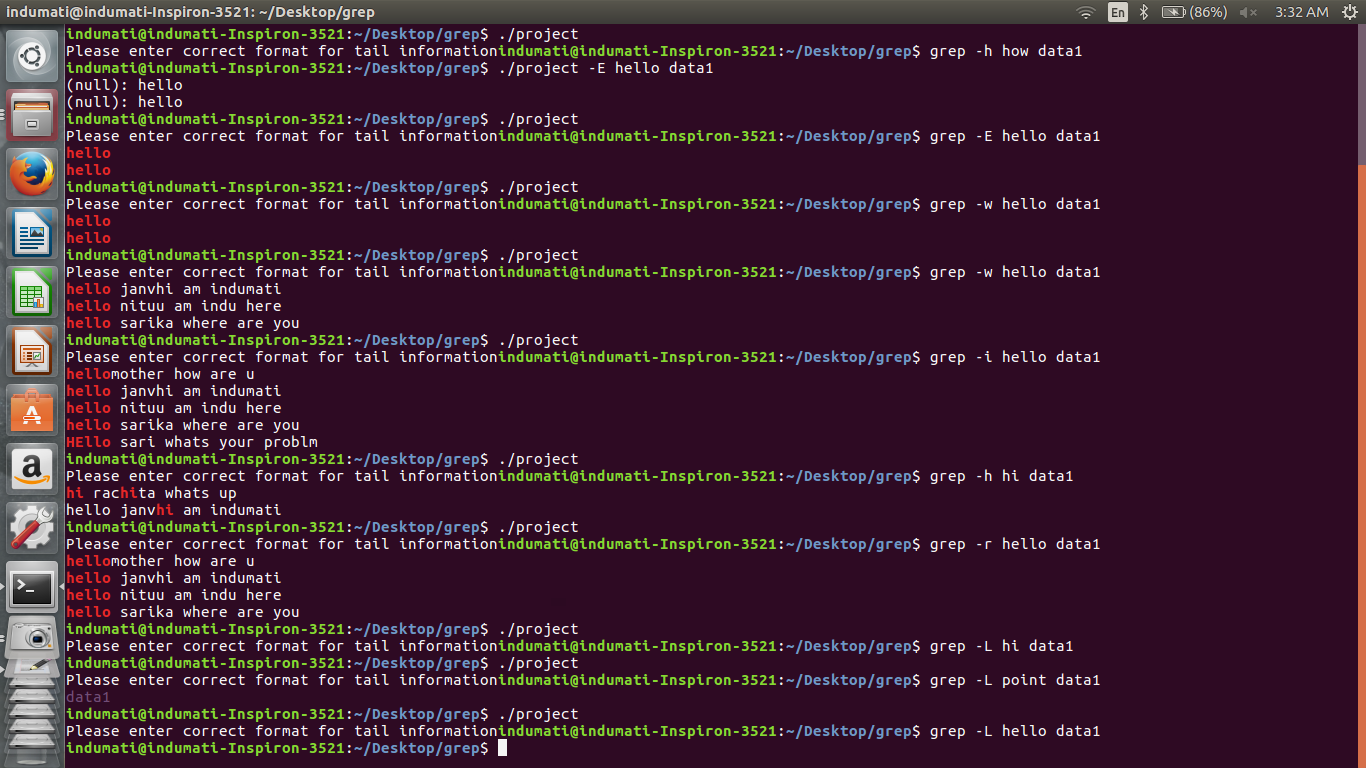 indumati@indumati-Inspiron-3521: ~/Desktop/grep
En
(86%)
3:32 AM
indumati@indumati-Inspiron-3521:~/Desktop/grep$ ./project
Please enter correct format for tail informationindumati@indumati-Inspiron-3521:~/Desktop/grep$ grep -h how data1
indumati@indumati-Inspiron-3521:~/Desktop/grep$ ./project -E hello data1
(null): hello
(null): hello
indumati@indumati-Inspiron-3521:~/Desktop/grep$ ./project
Please enter correct format for tail informationindumati@indumati-Inspiron-3521:~/Desktop/grep$ grep -E hello data1
hello
hello
indumati@indumati-Inspiron-3521:~/Desktop/grep$ ./project
Please enter correct format for tail informationindumati@indumati-Inspiron-3521:~/Desktop/grep$ grep -w hello data1
hello
hello
indumati@indumati-Inspiron-3521:~/Desktop/grep$ ./project
Please enter correct format for tail informationindumati@indumati-Inspiron-3521:~/Desktop/grep$ grep -w hello data1
hello janvhi am indumati
hello nituu am indu here
hello sarika where are you
indumati@indumati-Inspiron-3521:~/Desktop/grep$ ./project
Please enter correct format for tail informationindumati@indumati-Inspiron-3521:~/Desktop/grep$ grep -i hello data1
hellomother how are u
hello janvhi am indumati
hello nituu am indu here
hello sarika where are you
HEllo sari whats your problm
indumati@indumati-Inspiron-3521:~/Desktop/grep$ ./project
Please enter correct format for tail informationindumati@indumati-Inspiron-3521:~/Desktop/grep$ grep -h hi data1
hi rachita whats up
hello janvhi am indumati
indumati@indumati-Inspiron-3521:~/Desktop/grep$ ./project
Please enter correct format for tail informationindumati@indumati-Inspiron-3521:~/Desktop/grep$ grep -r hello data1
hellomother how are u
hello janvhi am indumati
hello nituu am indu here
hello sarika where are you
indumati@indumati-Inspiron-3521:~/Desktop/grep$ ./project
Please enter correct format for tail informationindumati@indumati-Inspiron-3521:~/Desktop/grep$ grep -L hi data1
indumati@indumati-Inspiron-3521:~/Desktop/grep$ ./project
Please enter correct format for tail informationindumati@indumati-Inspiron-3521:~/Desktop/grep$ grep -L point data1
data1
indumati@indumati-Inspiron-3521:~/Desktop/grep$ ./project
Please enter correct format for tail informationindumati@indumati-Inspiron-3521:~/Desktop/grep$ grep -L hello data1
indumati@indumati-Inspiron-3521:~/Desktop/grep$